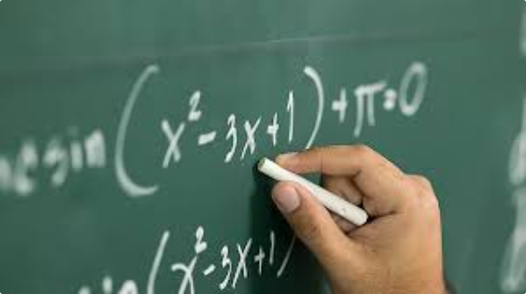 sin(x² - 3x + 1) + π = 0
(x² - 3x + 1)